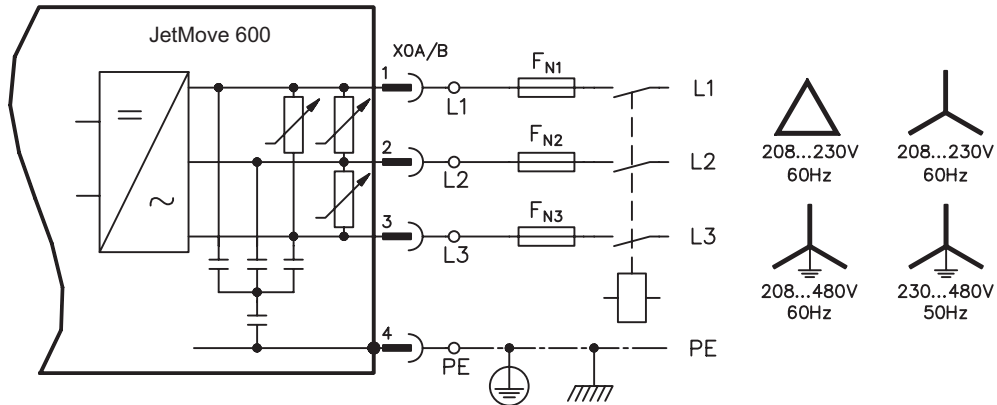 JetMove 600
X0A/B
1
L1
F N1
L1
2
L2
F N2
L2
3
L3
F N3
L3
4
PE
PE
=
~
208...230V
60Hz
208...230V
60Hz
208...480V
60Hz
230...480V
50Hz